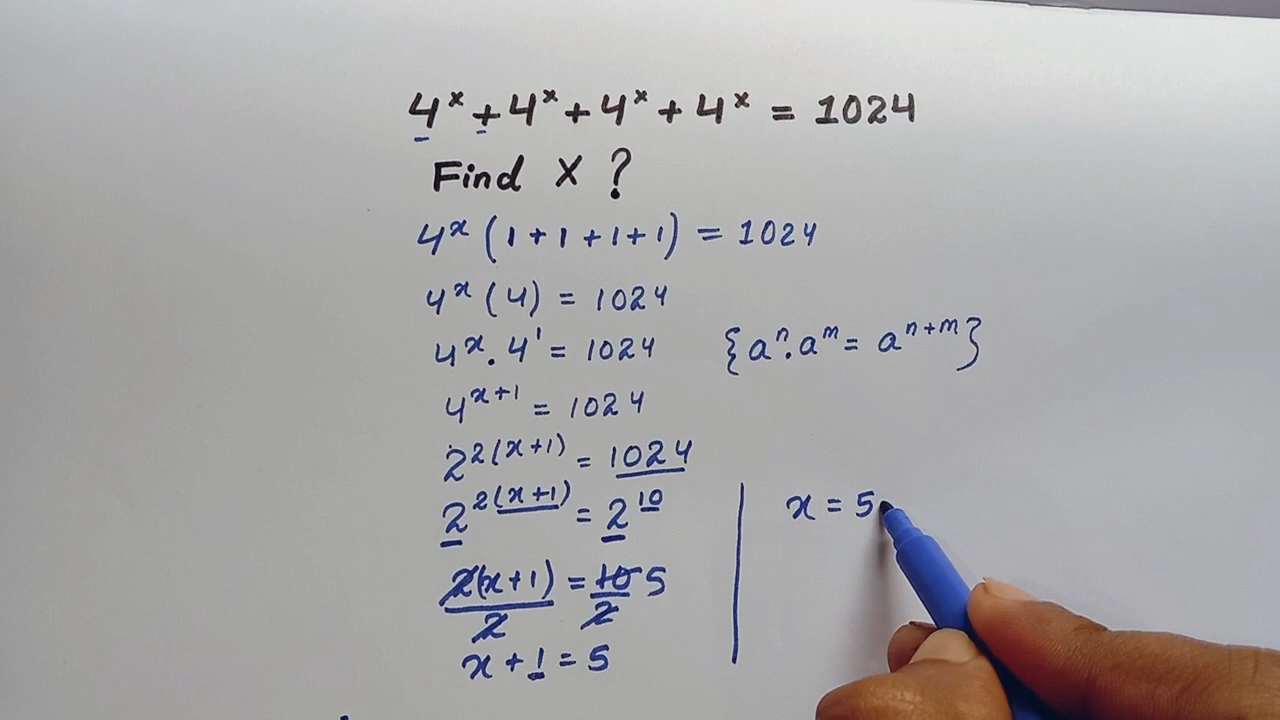 4ˣ + 4ˣ + 4ˣ + 4ˣ = 1024
Find X ?
4ˣ (1 + 1 + 1 + 1) = 1024
4ˣ (4) = 1024
4ˣ . 4¹ = 1024 {aⁿ.aᵐ = aⁿ⁺ᵐ}
4ˣ⁺¹ = 1024
2²⁽ˣ⁺¹⁾ = 1024
2²⁽ˣ⁺¹⁾ = 2¹⁰
2(x+1)/2 = 10/2 5
x + 1 = 5
x = 5